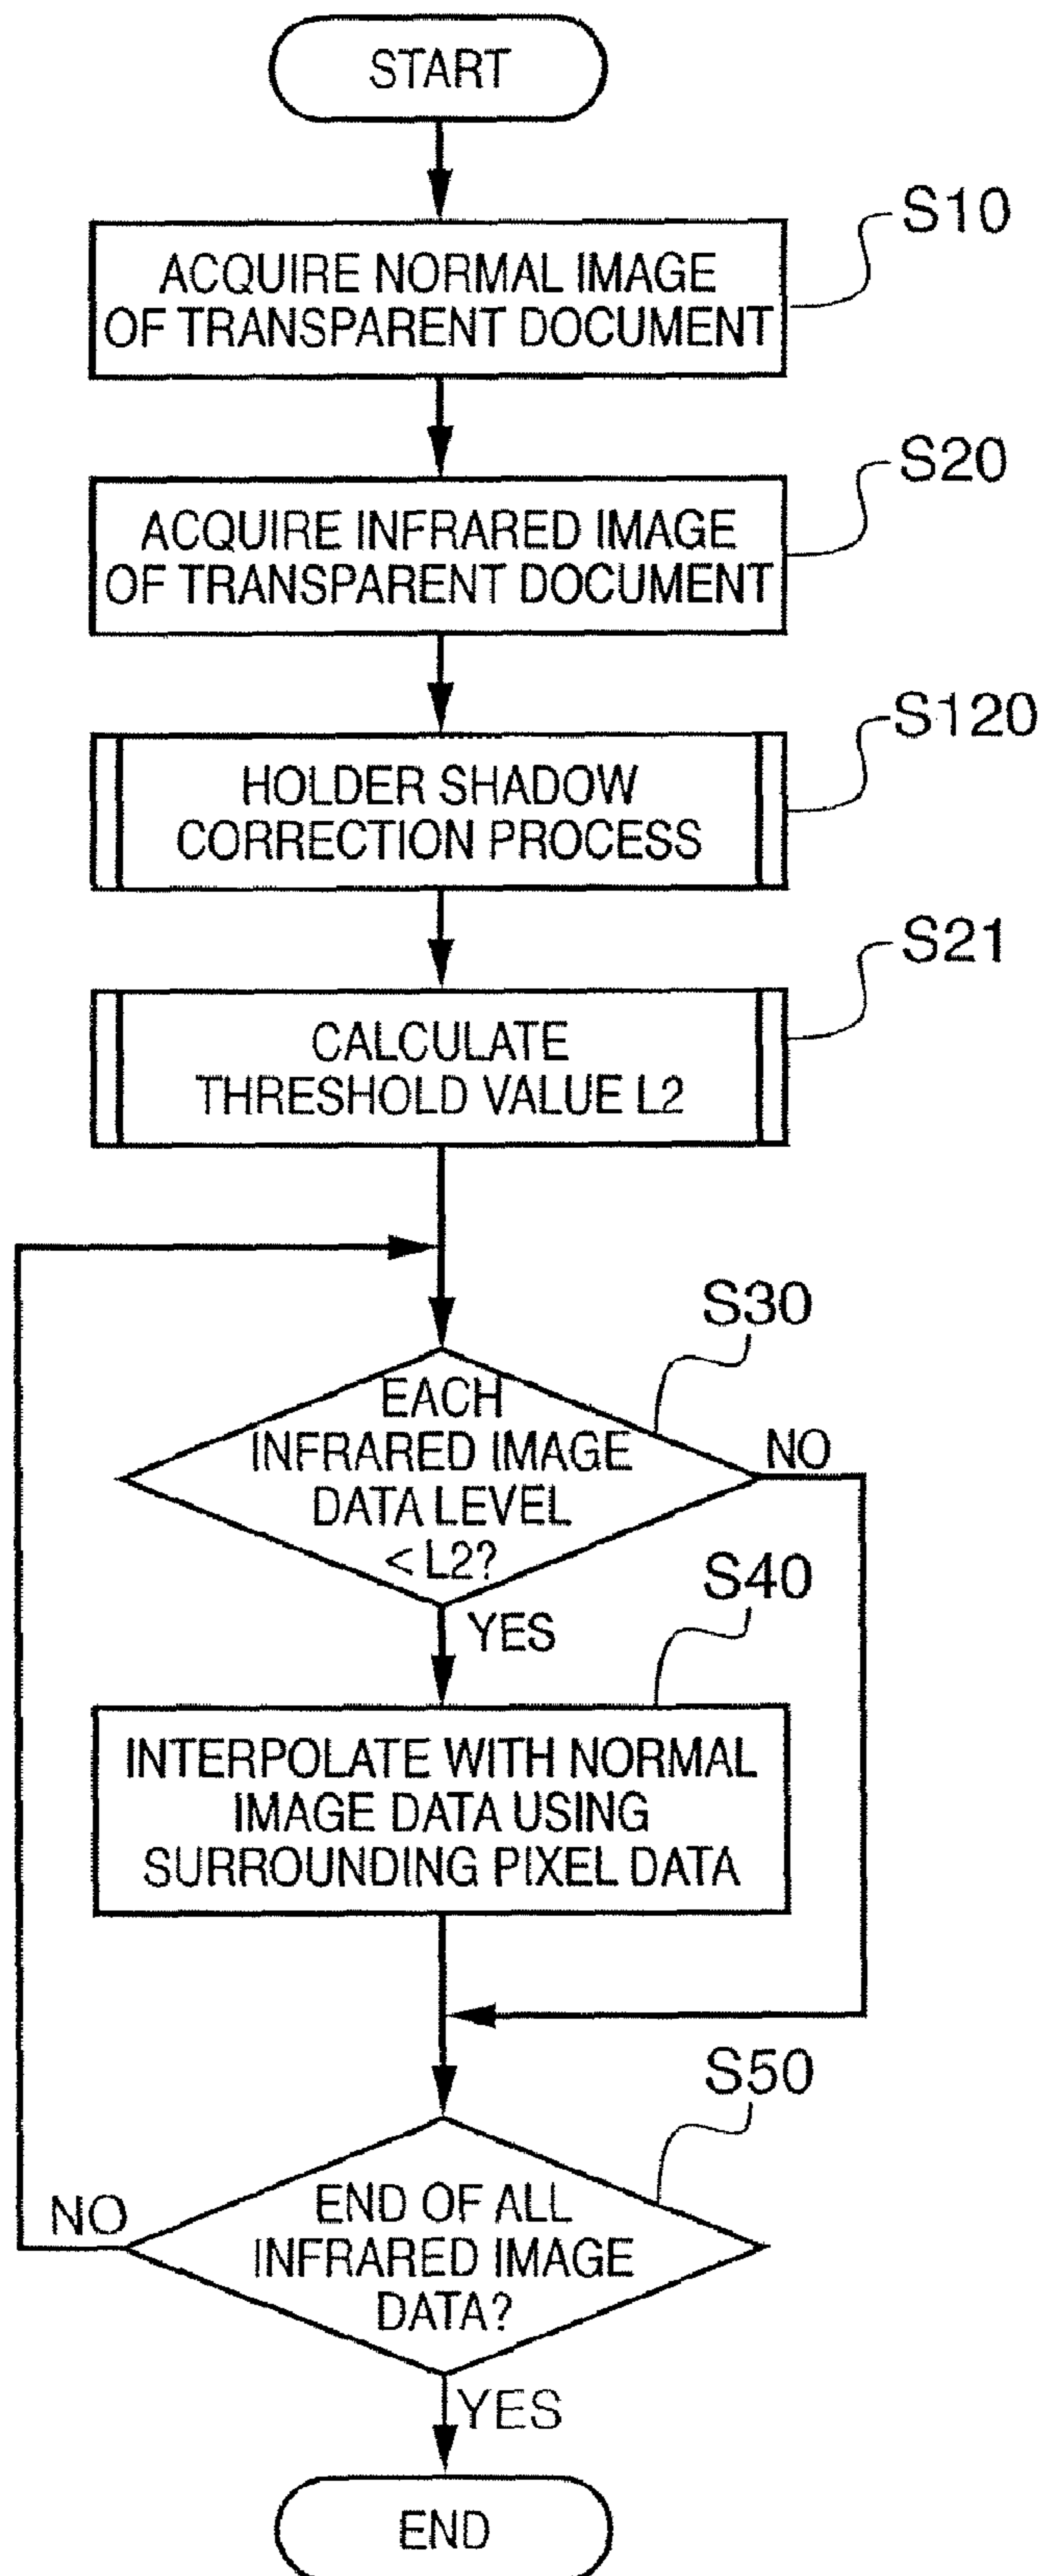 START
S10
ACQUIRE NORMAL IMAGE
OF TRANSPARENT DOCUMENT
S20
ACQUIRE INFRARED IMAGE
OF TRANSPARENT DOCUMENT
S120
HOLDER SHADOW
CORRECTION PROCESS
S21
CALCULATE
THRESHOLD VALUE L2
S30
EACH
INFRARED IMAGE
DATA LEVEL
< L2?
NO
YES
S40
INTERPOLATE WITH NORMAL
IMAGE DATA USING
SURROUNDING PIXEL DATA
S50
END OF ALL
INFRARED IMAGE
DATA?
NO
YES
END